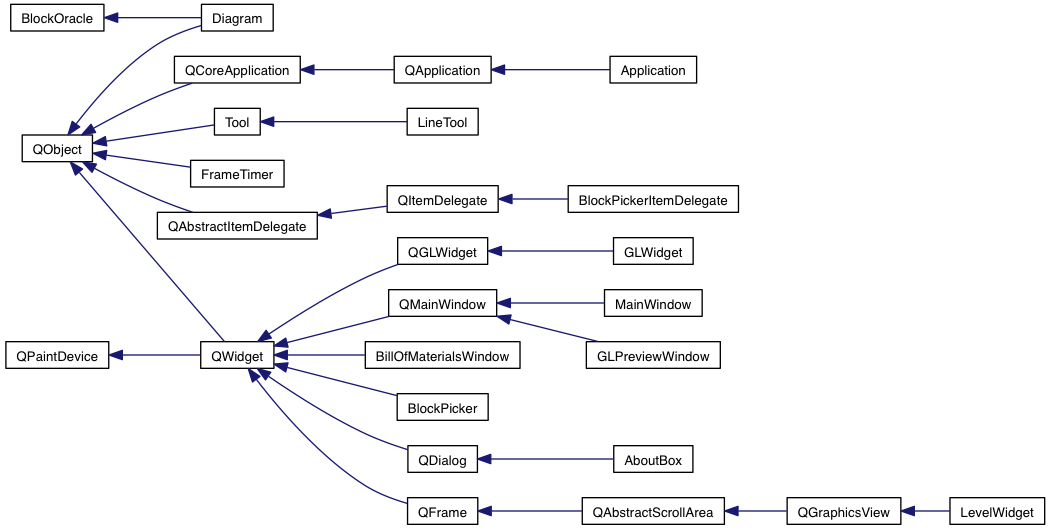 BlockOracle
Diagram
QCoreApplication
QApplication
Application
Tool
LineTool
QObject
FrameTimer
QItemDelegate
BlockPickerItemDelegate
QAbstractItemDelegate
QGLWidget
GLWidget
QMainWindow
MainWindow
QPaintDevice
QWidget
BillOfMaterialsWindow
GLPreviewWindow
BlockPicker
QDialog
AboutBox
QFrame
QAbstractScrollArea
QGraphicsView
LevelWidget